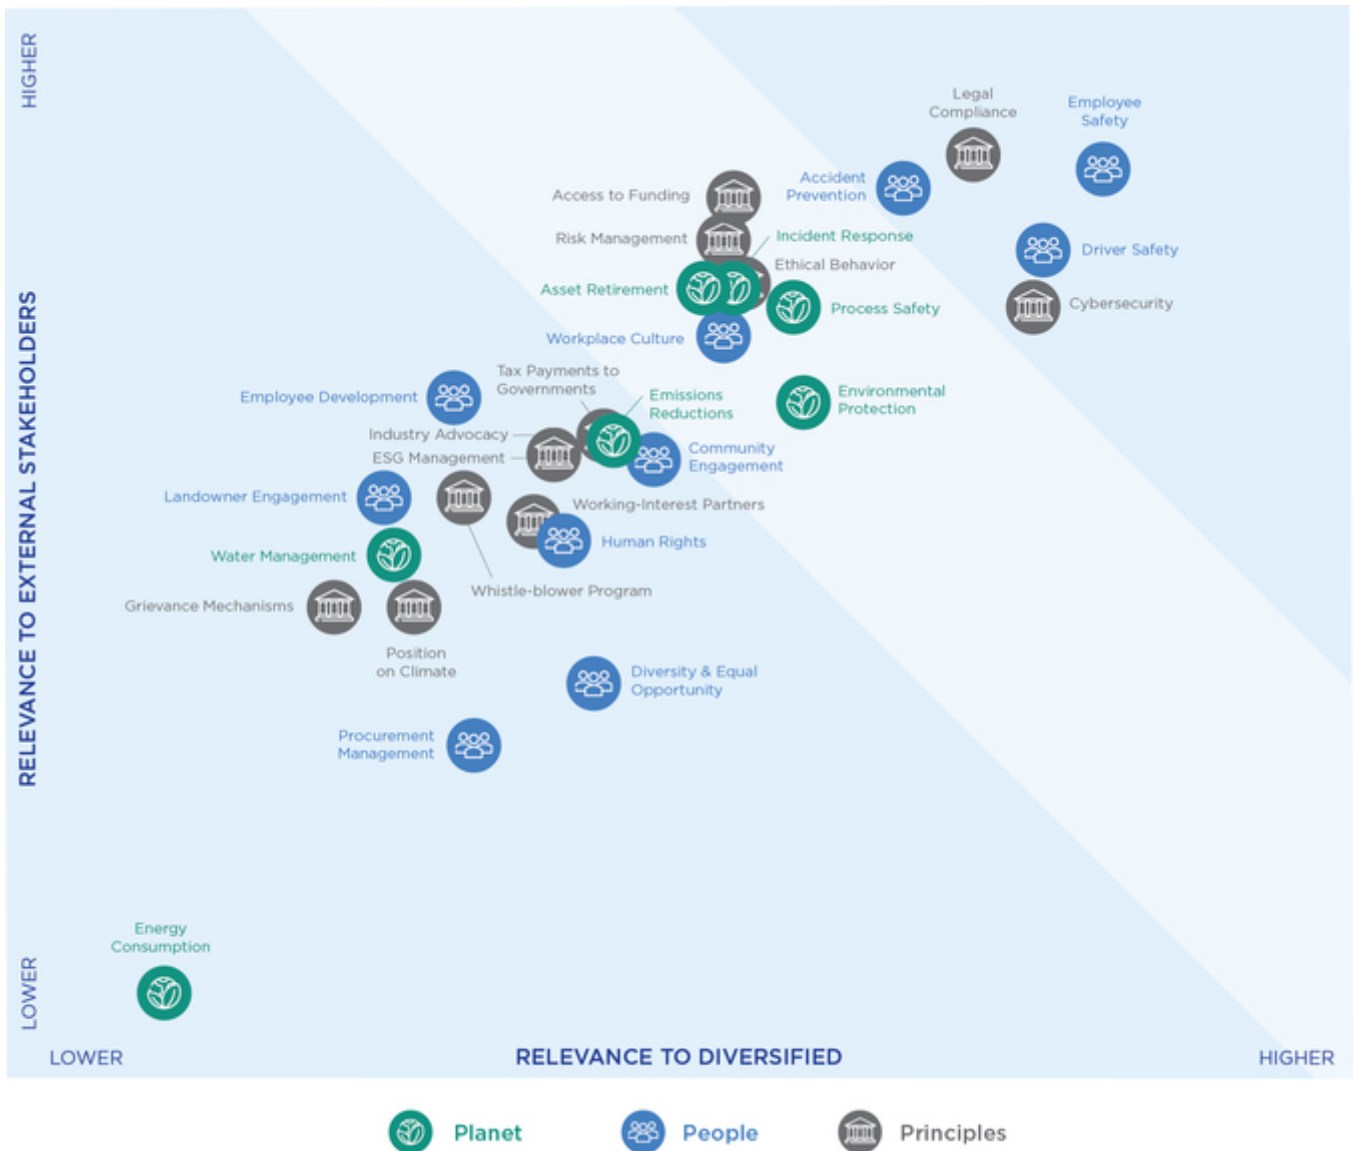 HIGHER
RELEVANCE TO EXTERNAL STAKEHOLDERS
LOWER
Legal
Compliance
Employee
Safety
Accident
Prevention
Access to Funding
Risk Management
Incident Response
Driver Safety
Ethical Behavior
Asset Retirement
Process Safety
Cybersecurity
Workplace Culture
Tax Payments to
Governments
Employee Development
Emissions
Reductions
Environmental
Protection
Industry Advocacy
ESG Management
Community
Engagement
Landowner Engagement
Working-Interest Partners
Human Rights
Water Management
Whistle-blower Program
Grievance Mechanisms
Position
on Climate
Diversity & Equal
Opportunity
Procurement
Management
Energy
Consumption
LOWER
RELEVANCE TO DIVERSIFIED
HIGHER
Planet
People
Principles